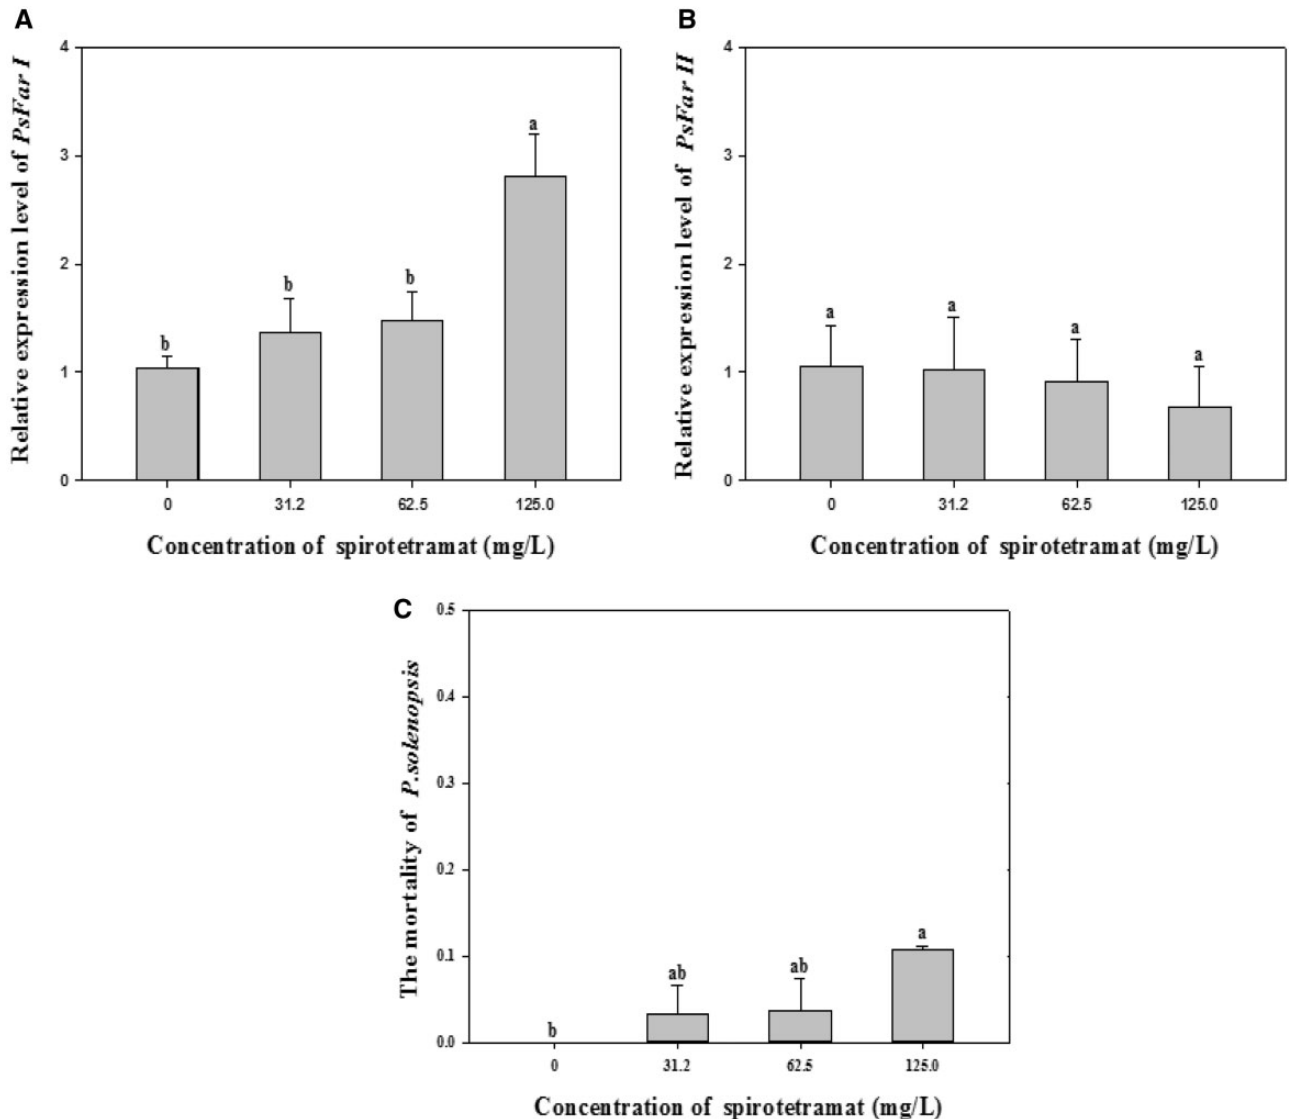 A
Relative expression level of PsFar I
4
3
2
1
0
b
b
b
a
0 31.2 62.5 125.0
Concentration of spirotetramat (mg/L)
B
Relative expression level of PsFar II
4
3
2
1
0
a
a
a
a
0 31.2 62.5 125.0
Concentration of spirotetramat (mg/L)
C
The mortality of P.solenopsis
0.5
0.4
0.3
0.2
0.1
0.0
b
ab
ab
a
0 31.2 62.5 125.0
Concentration of spirotetramat (mg/L)